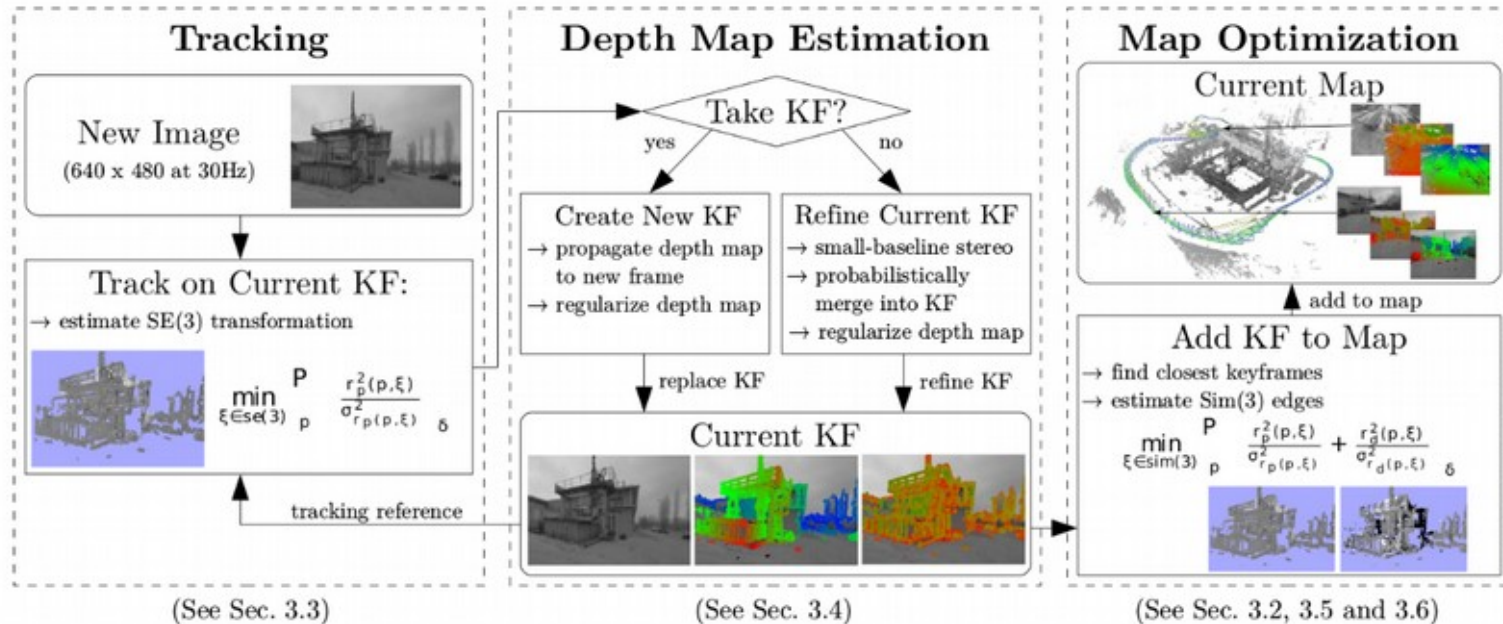 Tracking
New Image
(640 x 480 at 30Hz)
Track on Current KF:
→ estimate SE(3) transformation
min ξ∈se(3) P p r²p(p,ξ) / σ²rp(p,ξ) δ
(See Sec. 3.3)
Depth Map Estimation
Take KF?
yes
no
Create New KF
→ propagate depth map
to new frame
→ regularize depth map
Refine Current KF
→ small-baseline stereo
→ probabilistically
merge into KF
→ regularize depth map
replace KF
refine KF
Current KF
tracking reference
(See Sec. 3.4)
Map Optimization
Current Map
add to map
Add KF to Map
→ find closest keyframes
→ estimate Sim(3) edges
min ξ∈sim(3) P p r²p(p,ξ) / σ²rp(p,ξ) + r²d(p,ξ) / σ²rd(p,ξ) δ
(See Sec. 3.2, 3.5 and 3.6)